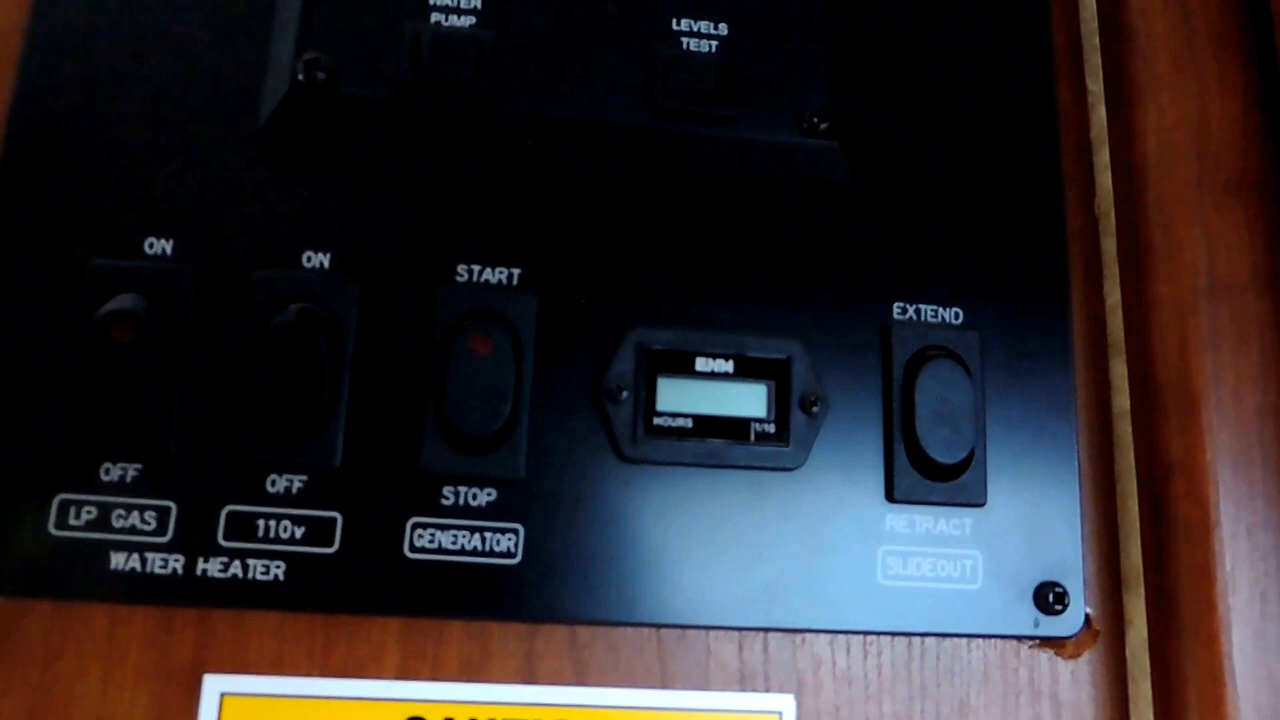 WATER
PUMP
LEVELS
TEST
ON
ON
START
EXTEND
ENM
HOURS
1/10
OFF
OFF
STOP
RETRACT
LP GAS
110v
GENERATOR
SLIDEOUT
WATER HEATER